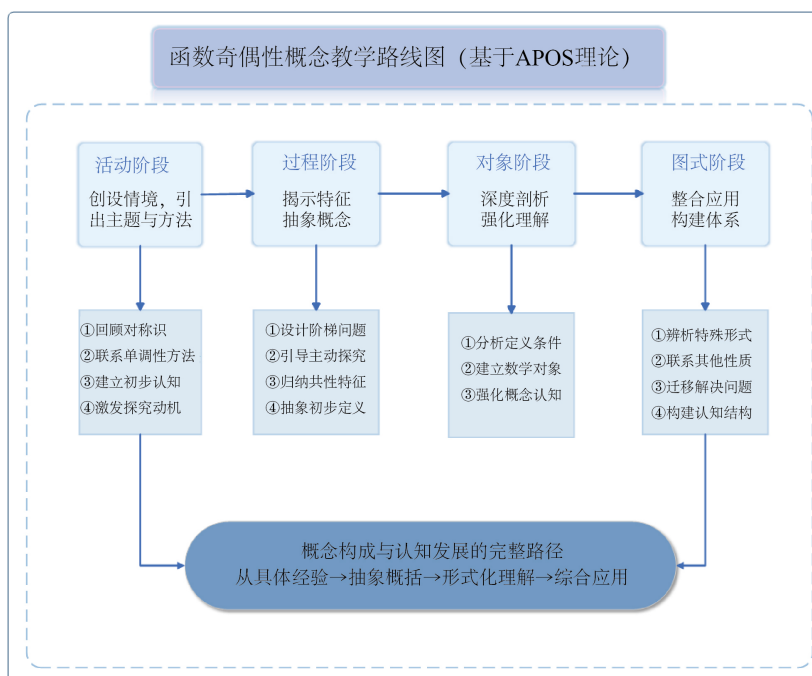 函数奇偶性概念教学路线图（基于APOS理论）
活动阶段
创设情境，引
出主题与方法
过程阶段
揭示特征
抽象概念
对象阶段
深度剖析
强化理解
图式阶段
整合应用
构建体系
①回顾对称识
②联系单调性方法
③建立初步认知
④激发探究动机
①设计阶梯问题
②引导主动探究
③归纳共性特征
④抽象初步定义
①分析定义条件
②建立数学对象
③强化概念认知
①辨析特殊形式
②联系其他性质
③迁移解决问题
④构建认知结构
概念构成与认知发展的完整路径
从具体经验→抽象概括→形式化理解→综合应用